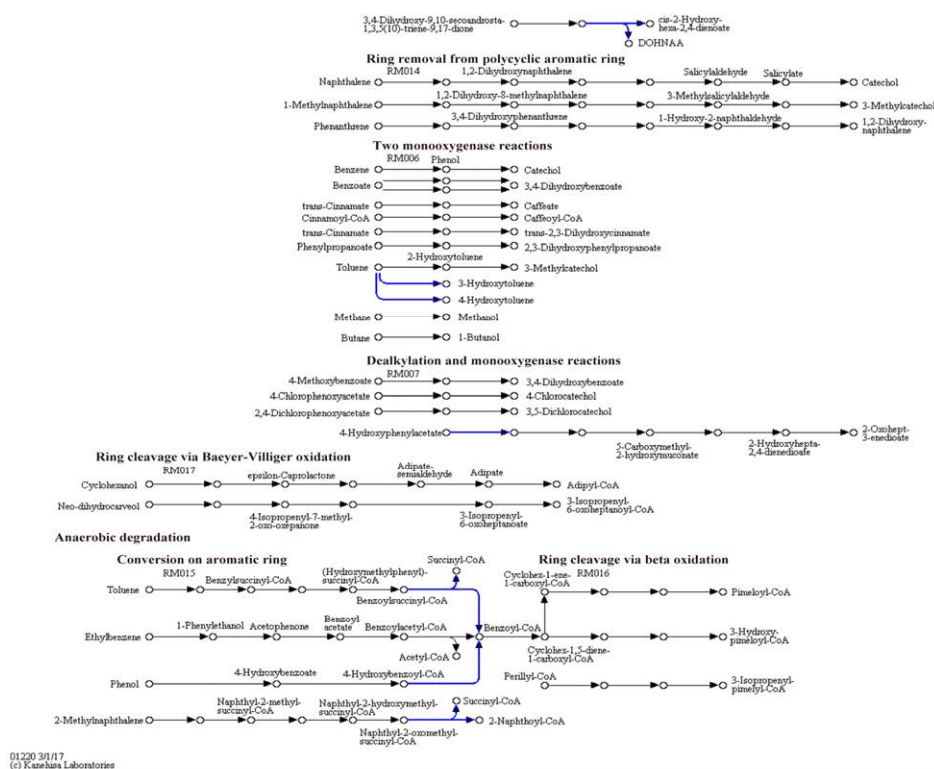 3,4-Dihydroxy-9,10-secoandrosta-
1,3,5(10)-triene-9,17-dione
cis-2-Hydroxy-
hexa-2,4-dienoate
DOHNAA
Ring removal from polycyclic aromatic ring
RM014
1,2-Dihydroxynaphthalene
Salicylaldehyde
Salicylate
Naphthalene
Catechol
1,2-Dihydroxy-8-methylnaphthalene
3-Methylsalicylaldehyde
1-Methylnaphthalene
3-Methylcatechol
3,4-Dihydroxyphenanthrene
1-Hydroxy-2-naphthaldehyde
Phenanthrene
1,2-Dihydroxy-
naphthalene
Two monooxygenase reactions
RM006
Phenol
Benzene
Catechol
Benzoate
3,4-Dihydroxybenzoate
trans-Cinnamate
Caffeate
Cinnamoyl-CoA
Caffeoyl-CoA
trans-Cinnamate
trans-2,3-Dihydroxycinnamate
Phenylpropanoate
2,3-Dihydroxyphenylpropanoate
2-Hydroxytoluene
Toluene
3-Methylcatechol
3-Hydroxytoluene
4-Hydroxytoluene
Methane
Methanol
Butane
1-Butanol
Dealkylation and monooxygenase reactions
RM007
4-Methoxybenzoate
3,4-Dihydroxybenzoate
4-Chlorophenoxyacetate
4-Chlorocatechol
2,4-Dichlorophenoxyacetate
3,5-Dichlorocatechol
4-Hydroxyphenylacetate
5-Carboxymethyl-
2-hydroxymuconate
2-Hydroxyhepta-
2,4-dienedioate
2-Oxohept-
3-enedioate
Ring cleavage via Baeyer-Villiger oxidation
RM017
epsilon-Caprolactone
Adipate-
semialdehyde
Adipate
Cyclohexanol
Adipyl-CoA
Neo-dihydrocarveol
4-Isopropenyl-7-methyl-
2-oxo-oxepanone
3-Isopropenyl-
6-oxoheptanoate
3-Isopropenyl-
6-oxoheptanoyl-CoA
Anaerobic degradation
Conversion on aromatic ring
RM015
Toluene
Benzylsuccinyl-CoA
(Hydroxymethylphenyl)-
succinyl-CoA
Benzoylsuccinyl-CoA
Succinyl-CoA
Ring cleavage via beta oxidation
Cyclohex-1-ene-
1-carboxyl-CoA
RM016
Pimeloyl-CoA
Ethylbenzene
1-Phenylethanol
Acetophenone
Benzoyl
acetate
Benzoylacetyl-CoA
Acetyl-CoA
Benzoyl-CoA
Cyclohex-1,5-diene-
1-carboxyl-CoA
3-Hydroxy-
pimeloyl-CoA
Phenol
4-Hydroxybenzoate
4-Hydroxybenzoyl-CoA
Perillyl-CoA
3-Isopropenyl-
pimelyl-CoA
2-Methylnaphthalene
Naphthyl-2-methyl-
succinyl-CoA
Naphthyl-2-hydroxymethyl-
succinyl-CoA
Naphthyl-2-oxomethyl-
succinyl-CoA
Succinyl-CoA
2-Naphthoyl-CoA
01220 3/1/17
(c) Kanehisa Laboratories